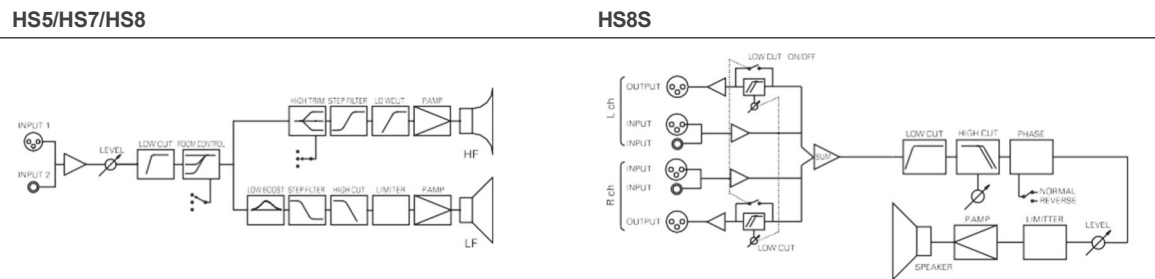 HS5/HS7/HS8
HS8S
INPUT 1
INPUT 2
LEVEL
LOW CUT
ROOM CONTROL
HIGH TRIM
STEP FILTER
LOWCUT
P.AMP
HF
LOW BOOST
STEP FILTER
HIGH CUT
LIMITER
P.AMP
LF
LOW CUT ON/OFF
L ch
OUTPUT
INPUT
INPUT
R ch
INPUT
INPUT
OUTPUT
LOW CUT
SUM
LOW CUT
HIGH CUT
PHASE
NORMAL
REVERSE
SPEAKER
P.AMP
LIMITTER
LEVEL